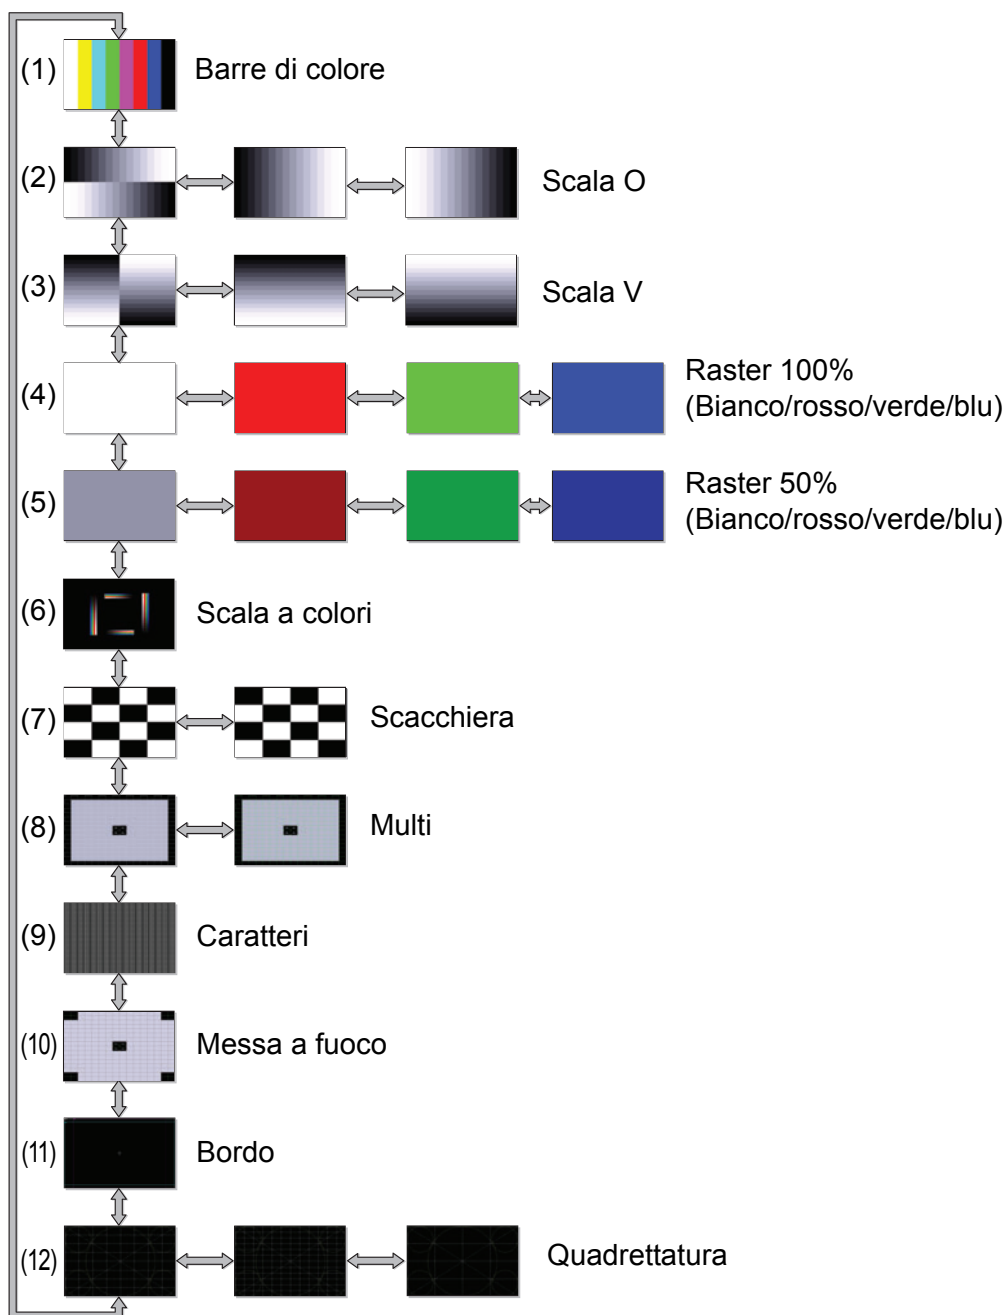 (1) Barre di colore
(2) Scala O
(3) Scala V
(4) Raster 100%
(Bianco/rosso/verde/blu)
(5) Raster 50%
(Bianco/rosso/verde/blu)
(6) Scala a colori
(7) Scacchiera
(8) Multi
(9) Caratteri
(10) Messa a fuoco
(11) Bordo
(12) Quadrettatura